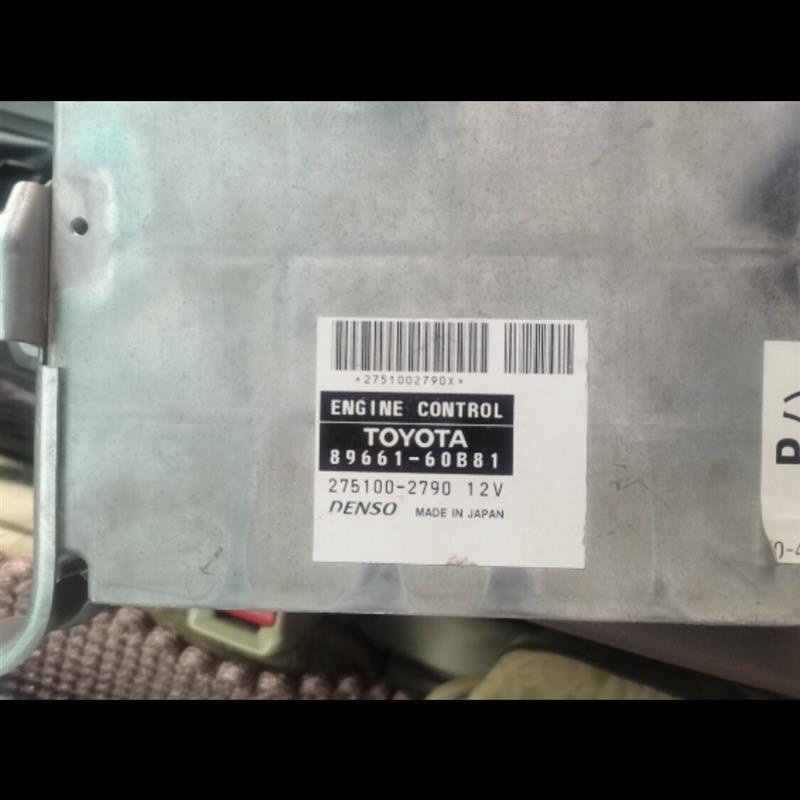 *2751002790X*
ENGINE CONTROL
TOYOTA
89661-60B81
275100-2790 12V
DENSO MADE IN JAPAN